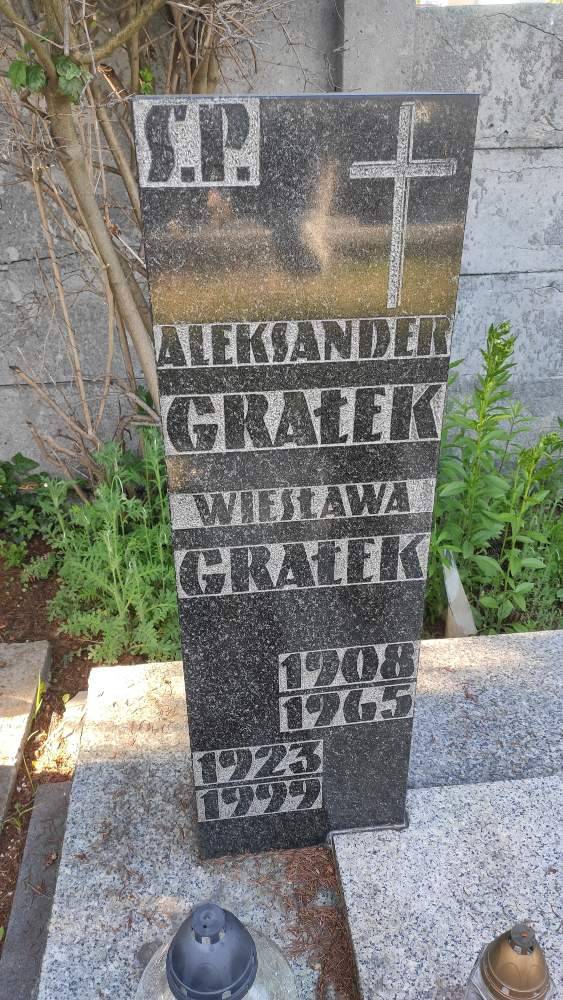 Ś.P.
ALEKSANDER
GRAŁEK
WIESŁAWA
GRAŁEK
1908
1965
1923
1999